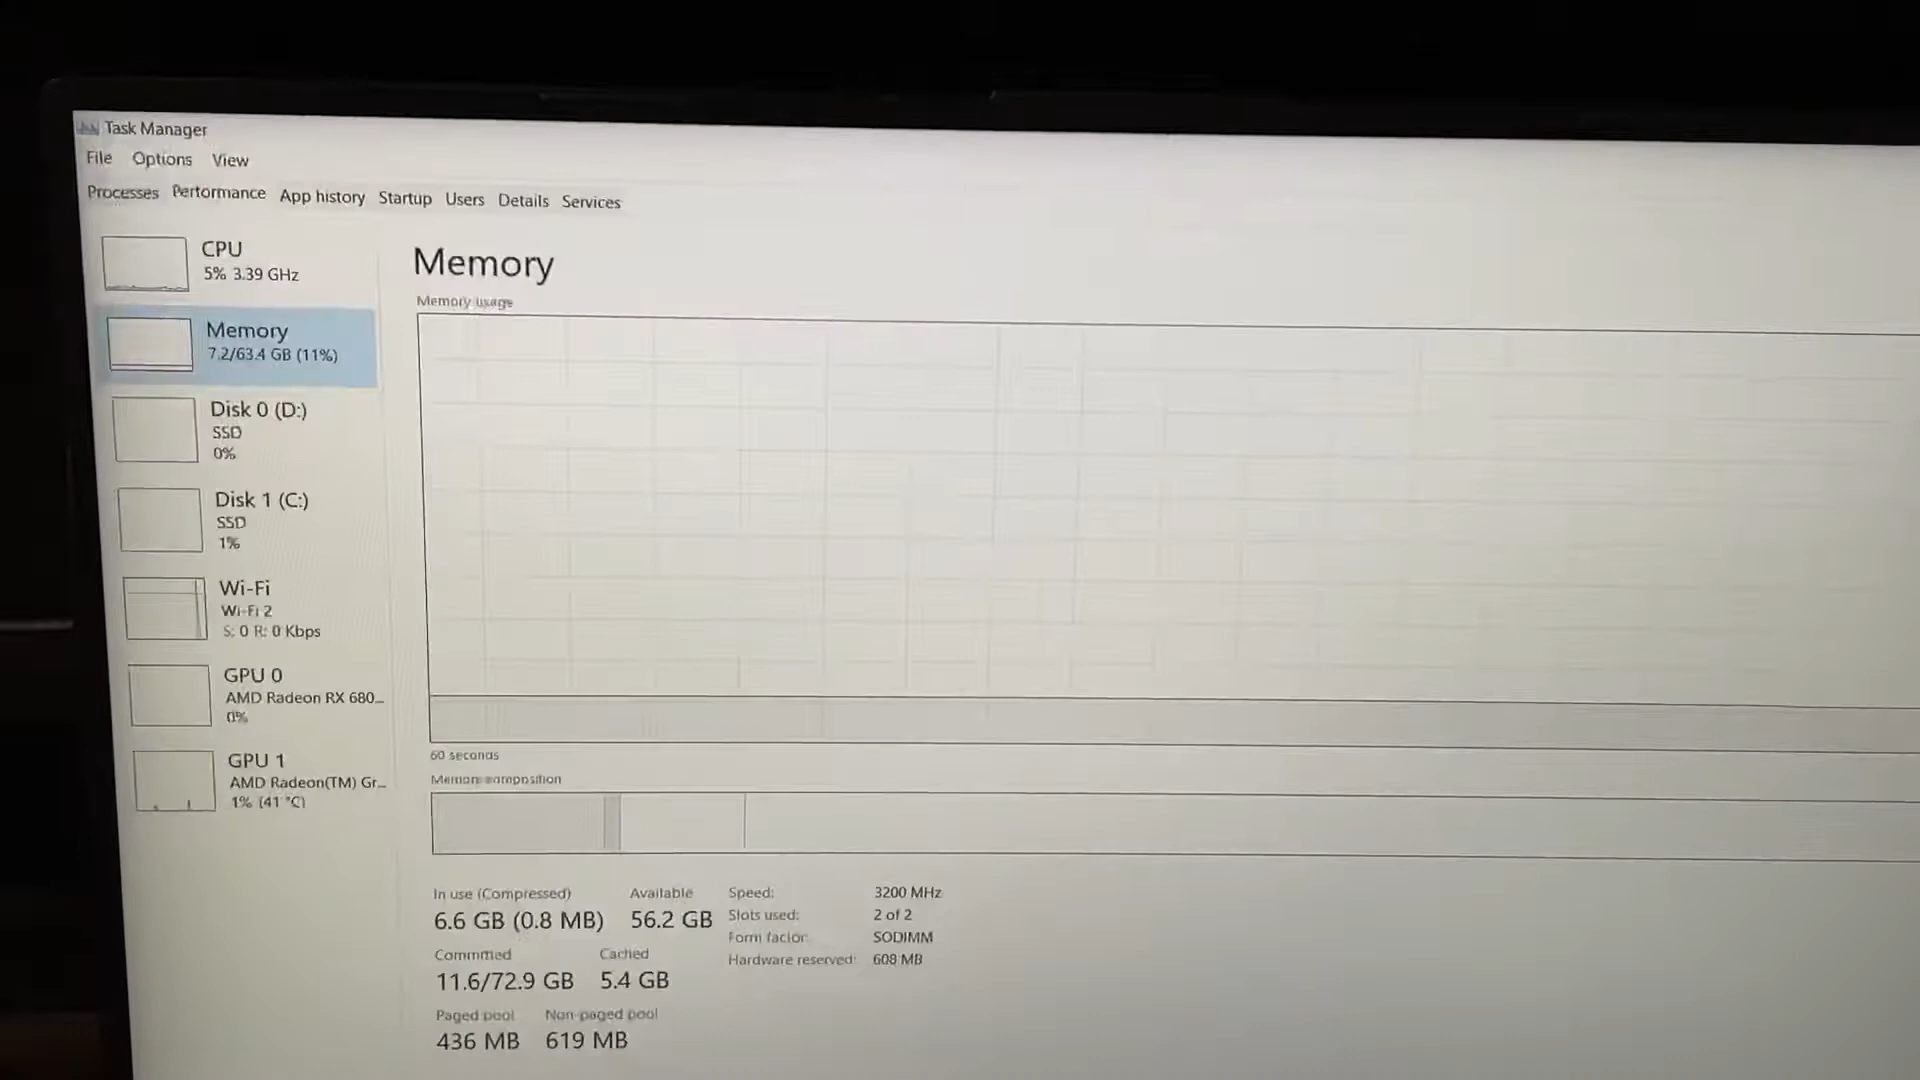 Task Manager
File Options View
Processes Performance App history Startup Users Details Services
CPU
5% 3.39 GHz
Memory
7.2/63.4 GB (11%)
Disk 0 (D:)
SSD
0%
Disk 1 (C:)
SSD
1%
Wi-Fi
Wi-Fi 2
S: 0 R: 0 Kbps
GPU 0
AMD Radeon RX 680...
0%
GPU 1
AMD Radeon(TM) Gr...
1% (41 °C)
Memory
Memory usage
60 seconds
Memory composition
In use (Compressed) Available
6.6 GB (0.8 MB) 56.2 GB
Committed Cached
11.6/72.9 GB 5.4 GB
Paged pool Non-paged pool
436 MB 619 MB
Speed: 3200 MHz
Slots used: 2 of 2
Form factor: SODIMM
Hardware reserved: 608 MB